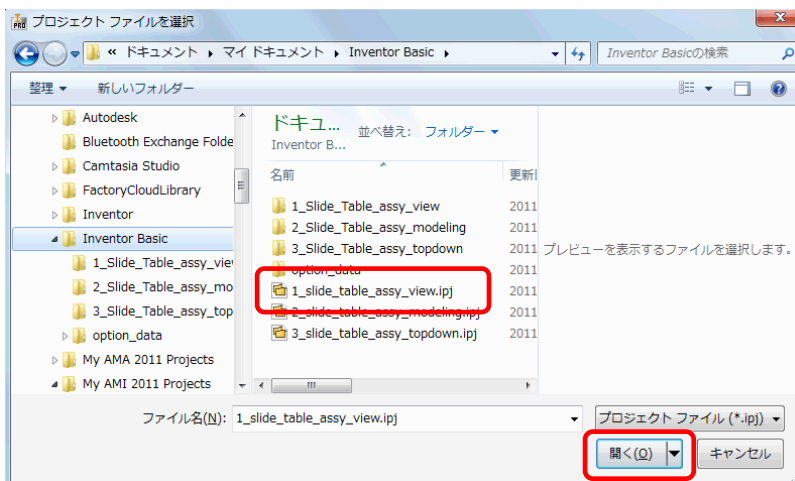 PRO プロジェクト ファイルを選択
« ドキュメント ▸ マイ ドキュメント ▸ Inventor Basic ▸
Inventor Basicの検索
整理 ▼ 新しいフォルダー
Autodesk
Bluetooth Exchange Folde
Camtasia Studio
FactoryCloudLibrary
Inventor
Inventor Basic
1_Slide_Table_assy_view
2_Slide_Table_assy_mo
3_Slide_Table_assy_top
option_data
My AMA 2011 Projects
My AMI 2011 Projects
ドキュ... 並べ替え: フォルダー ▼
Inventor B...
名前 更新
1_Slide_Table_assy_view 2011
2_Slide_Table_assy_modeling 2011
3_Slide_Table_assy_topdown 2011
option_data 2011
1_slide_table_assy_view.ipj 2011
2_slide_table_assy_modeling.ipj 2011
3_slide_table_assy_topdown.ipj 2011
プレビューを表示するファイルを選択します。
ファイル名(N): 1_slide_table_assy_view.ipj
プロジェクト ファイル (*.ipj)
開く(O) キャンセル